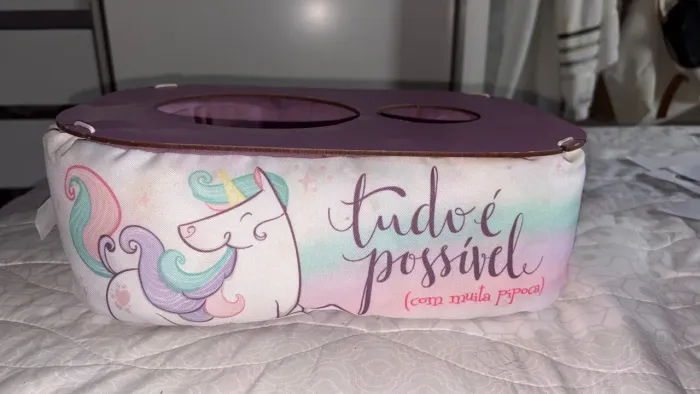 tudo é
possível
(com muita pipoca)